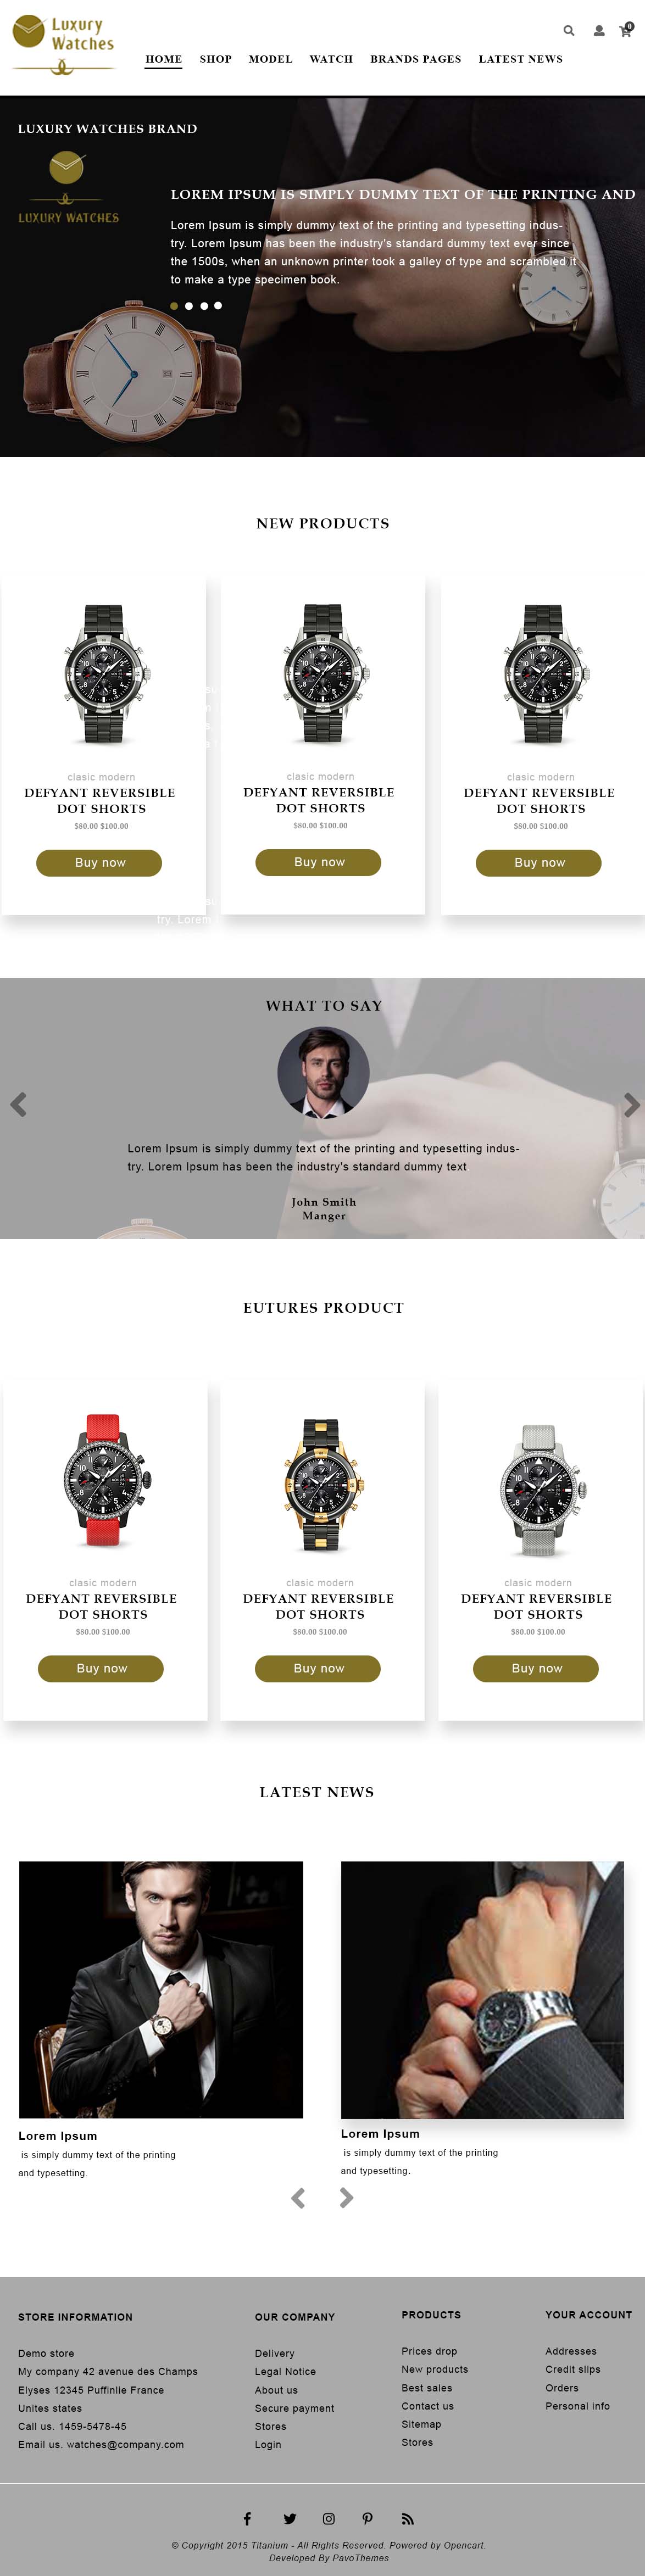 Luxury
Watches
0
HOME SHOP MODEL WATCH BRANDS PAGES LATEST NEWS
LUXURY WATCHES BRAND
LUXURY WATCHES
LOREM IPSUM IS SIMPLY DUMMY TEXT OF THE PRINTING AND
Lorem Ipsum is simply dummy text of the printing and typesetting indus-
try. Lorem Ipsum has been the industry's standard dummy text ever since
the 1500s, when an unknown printer took a galley of type and scrambled it
to make a type specimen book.
NEW PRODUCTS
clasic modern
DEFYANT REVERSIBLE
DOT SHORTS
$80.00 $100.00
Buy now
clasic modern
DEFYANT REVERSIBLE
DOT SHORTS
$80.00 $100.00
Buy now
clasic modern
DEFYANT REVERSIBLE
DOT SHORTS
$80.00 $100.00
Buy now
try. Lorem
WHAT TO SAY
Lorem Ipsum is simply dummy text of the printing and typesetting indus-
try. Lorem Ipsum has been the industry's standard dummy text
John Smith
Manger
EUTURES PRODUCT
clasic modern
DEFYANT REVERSIBLE
DOT SHORTS
$80.00 $100.00
Buy now
clasic modern
DEFYANT REVERSIBLE
DOT SHORTS
$80.00 $100.00
Buy now
clasic modern
DEFYANT REVERSIBLE
DOT SHORTS
$80.00 $100.00
Buy now
LATEST NEWS
Lorem Ipsum
is simply dummy text of the printing
and typesetting.
Lorem Ipsum
is simply dummy text of the printing
and typesetting.
STORE INFORMATION
Demo store
My company 42 avenue des Champs
Elyses 12345 Puffinlie France
Unites states
Call us. 1459-5478-45
Email us. watches@company.com
OUR COMPANY
Delivery
Legal Notice
About us
Secure payment
Stores
Login
PRODUCTS
Prices drop
New products
Best sales
Contact us
Sitemap
Stores
YOUR ACCOUNT
Addresses
Credit slips
Orders
Personal info
© Copyright 2015 Titanium - All Rights Reserved. Powered by Opencart.
Developed By PavoThemes